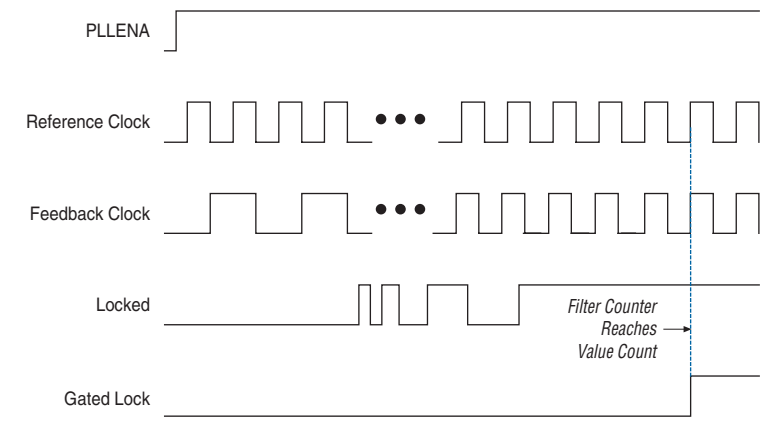 PLLENA
Reference Clock
Feedback Clock
Locked
Filter Counter
Reaches
Value Count
Gated Lock